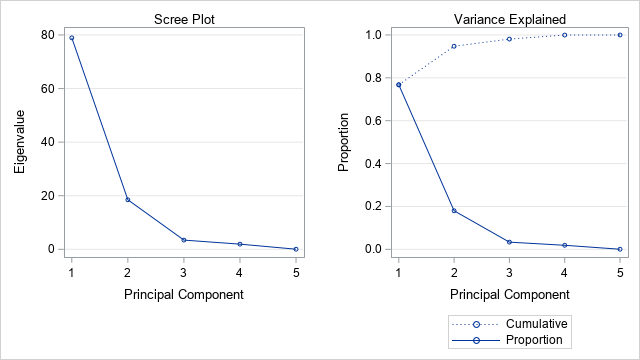 Scree Plot
80
60
40
20
0
Eigenvalue
1 2 3 4 5
Principal Component
Variance Explained
1.0
0.8
0.6
0.4
0.2
0.0
Proportion
1 2 3 4 5
Principal Component
Cumulative
Proportion